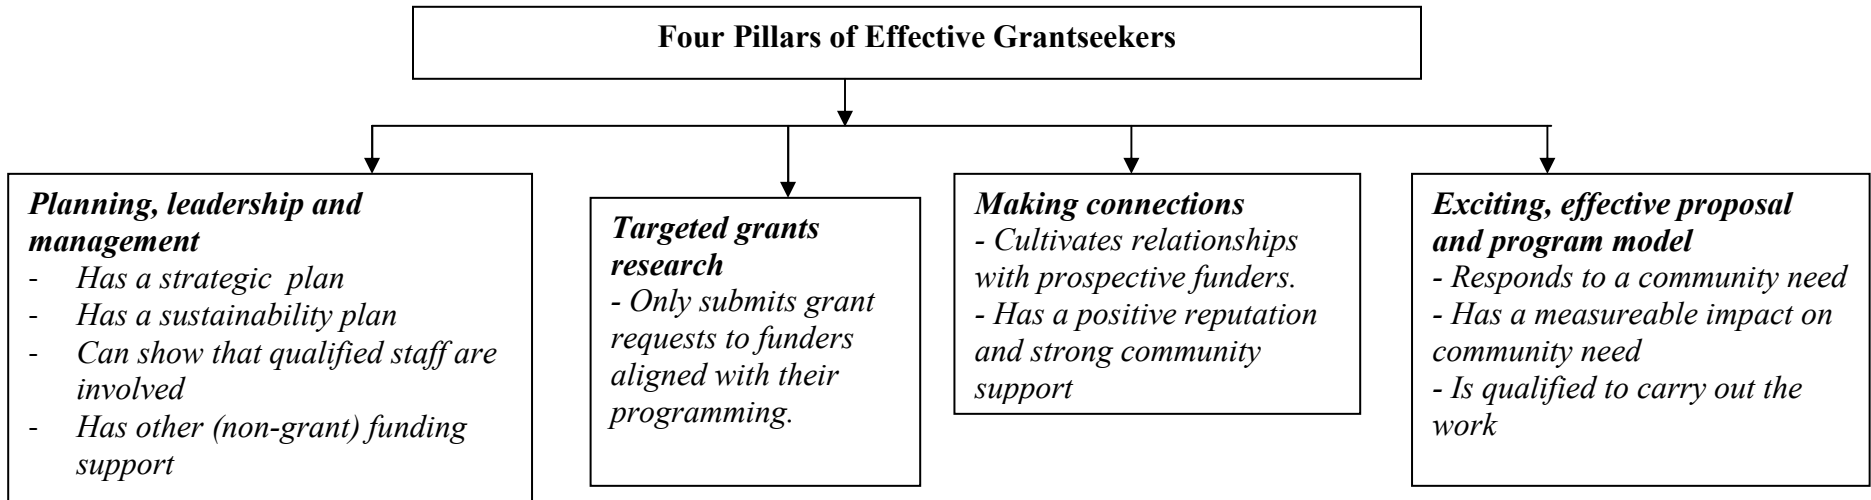 Four Pillars of Effective Grantseekers
Planning, leadership and
management
- Has a strategic plan
- Has a sustainability plan
- Can show that qualified staff are
involved
- Has other (non-grant) funding
support
Targeted grants
research
- Only submits grant
requests to funders
aligned with their
programming.
Making connections
- Cultivates relationships
with prospective funders.
- Has a positive reputation
and strong community
support
Exciting, effective proposal
and program model
- Responds to a community need
- Has a measureable impact on
community need
- Is qualified to carry out the
work